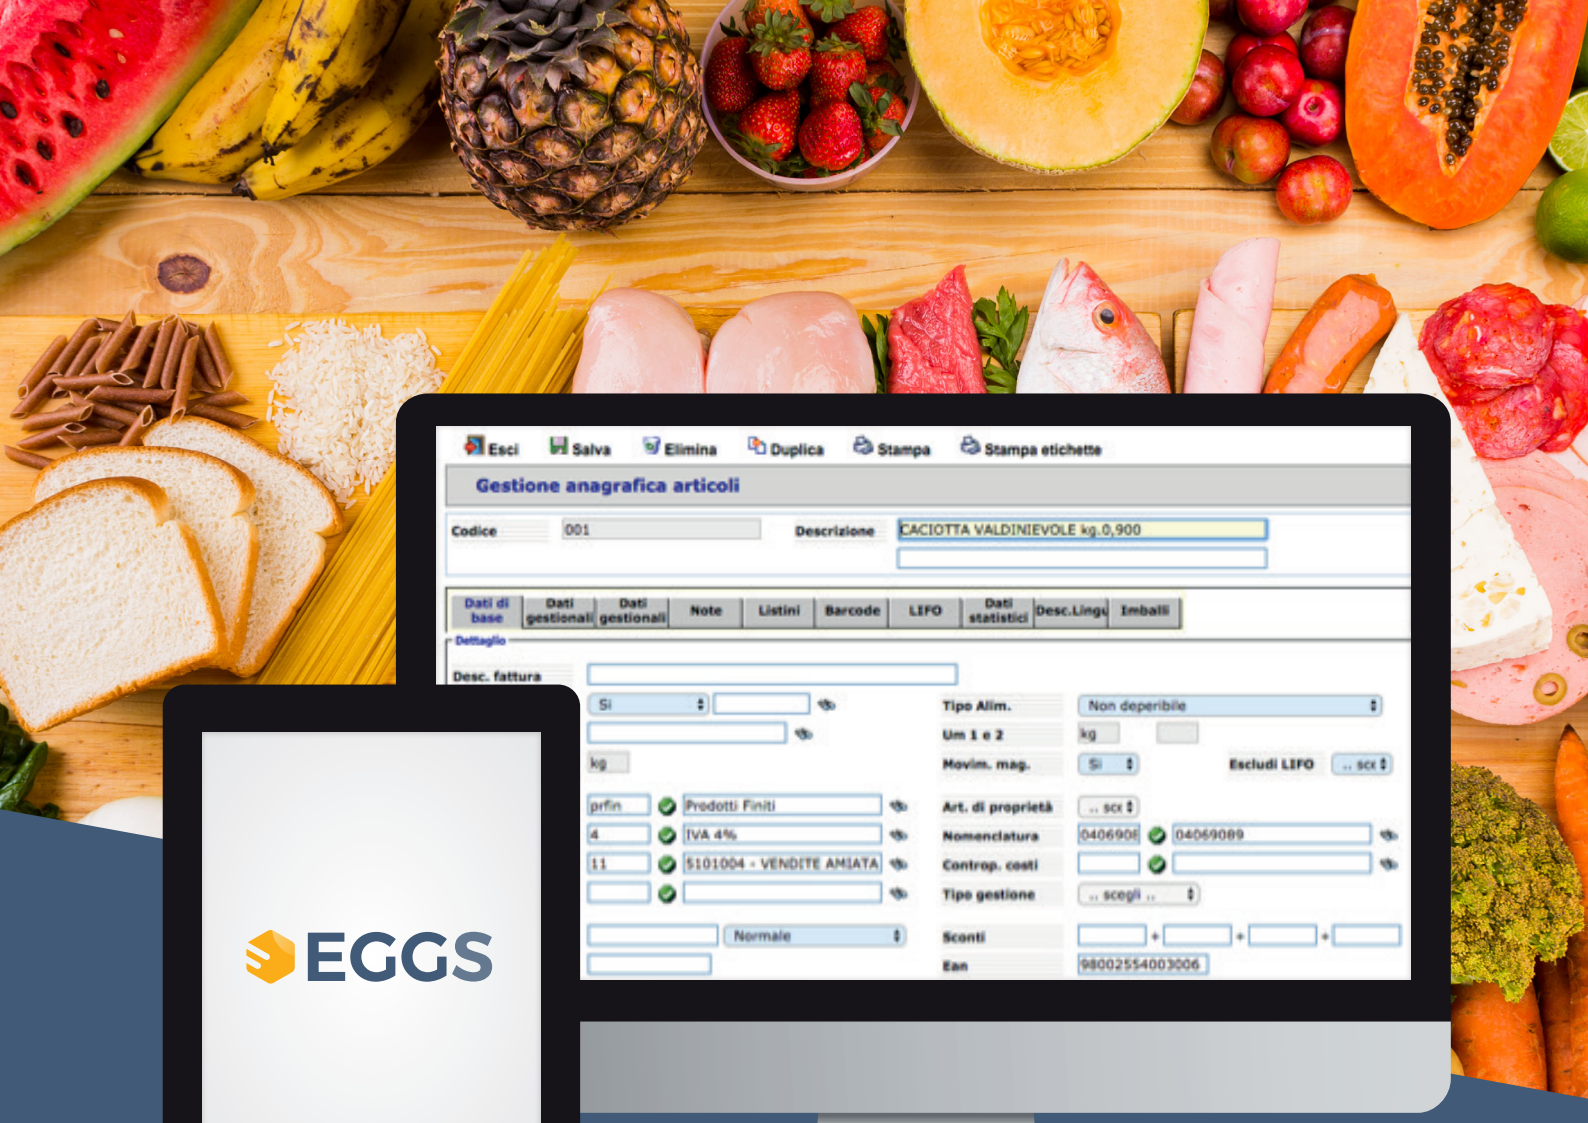 Esci Salva Elimina Duplica Stampa Stampa etichette
Gestione anagrafica articoli
Codice 001 Descrizione CACIOTTA VALDINIEVOLE kg.0,900
Dati di base Dati gestionali Dati gestionali Note Listini Barcode LIFO Dati statistici Desc.Lingu Imballi
Dettaglio
Desc. fattura
Si Tipo Alim. Non deperibile
Um 1 e 2 kg
kg Movim. mag. Si Escludi LIFO .. sce
prfin Prodotti Finiti Art. di proprietà .. sce
4 IVA 4% Nomenclatura 0406908 04069089
11 5101004 - VENDITE AMIATA Controp. costi
Tipo gestione .. scegli ..
Normale Sconti + + +
Ean 98002554003006
EGGS